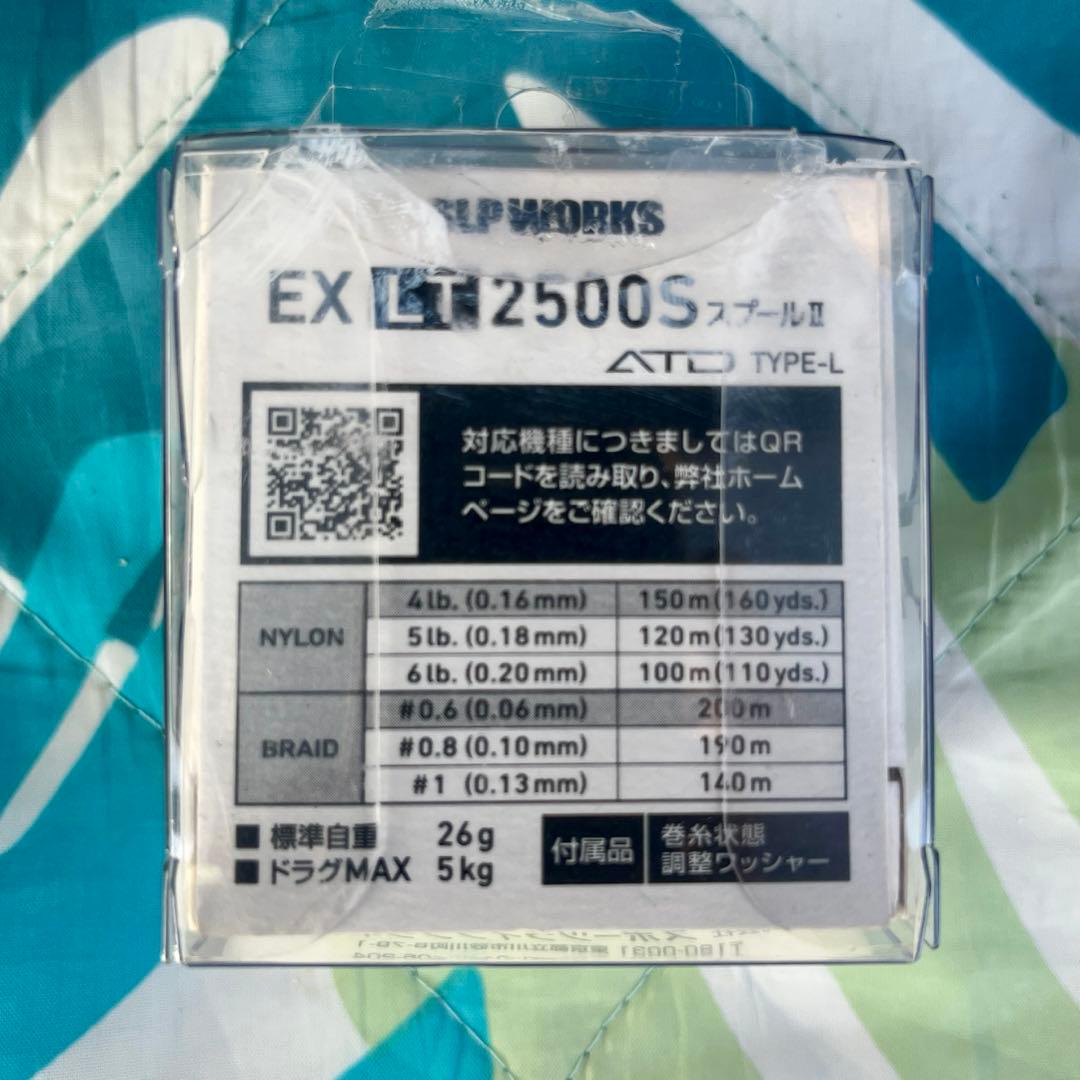 SLPWORKS
EX LT 2500S スプールⅡ
ATD TYPE-L
対応機種につきましてはQR
コードを読み取り、弊社ホーム
ページをご確認ください。
NYLON
4lb. (0.16mm) 150m(160yds.)
5lb. (0.18mm) 120m(130yds.)
6lb. (0.20mm) 100m(110yds.)
BRAID
#0.6 (0.06mm) 200m
#0.8 (0.10mm) 190m
#1 (0.13mm) 140m
■ 標準自重 26g
■ ドラグMAX 5kg
付属品
巻糸状態
調整ワッシャー